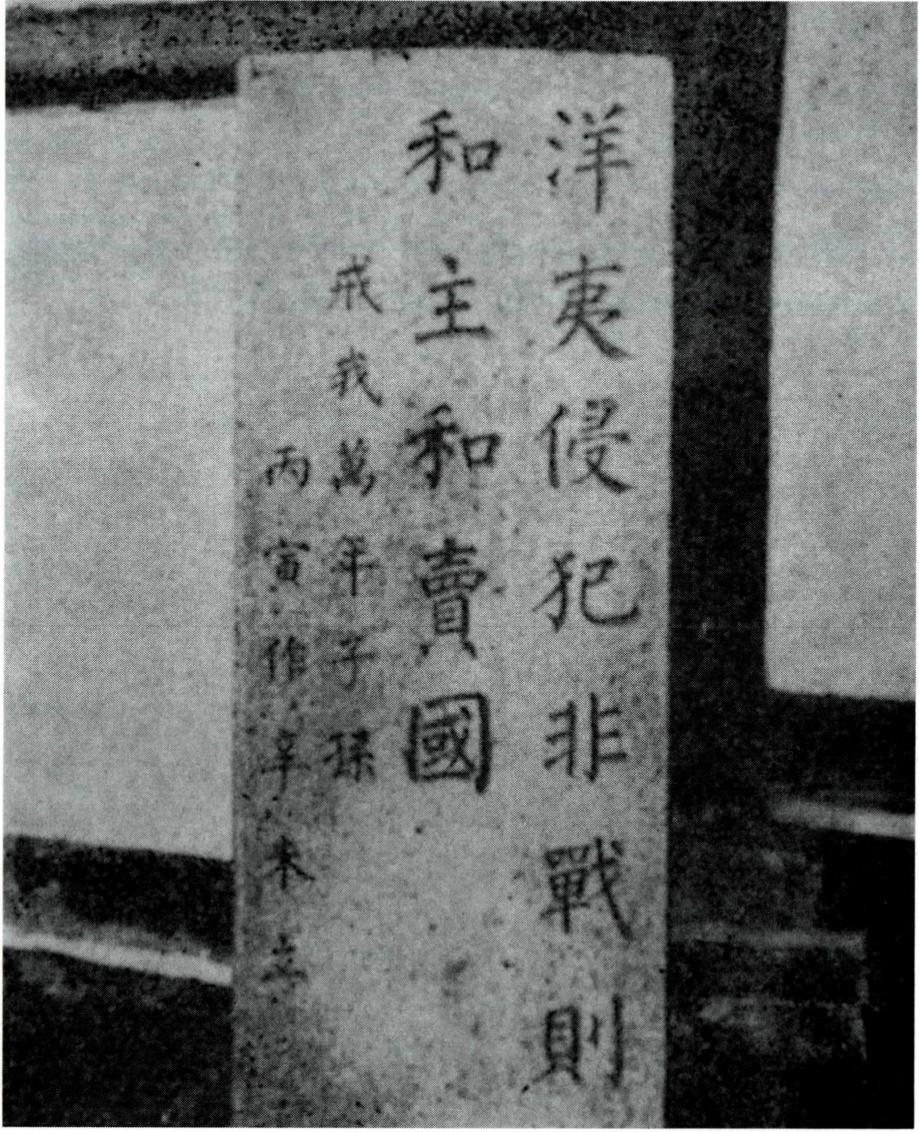 洋夷侵犯非戰則
和主和賣國
戒我萬年子孫
丙寅作辛未立